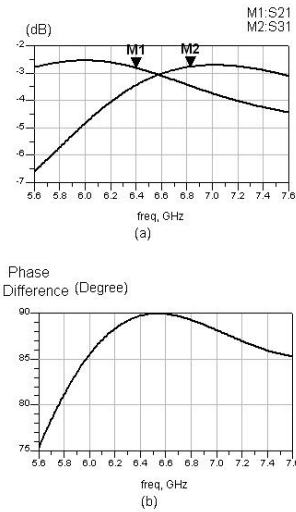 M1:S21
M2:S31
(dB)
M1 M2
-2
-3
-4
-5
-6
-7
5.6 5.8 6.0 6.2 6.4 6.6 6.8 7.0 7.2 7.4 7.6
freq, GHz
(a)
Phase
Difference (Degree)
90
85
80
75
5.6 5.8 6.0 6.2 6.4 6.6 6.8 7.0 7.2 7.4 7.6
freq, GHz
(b)